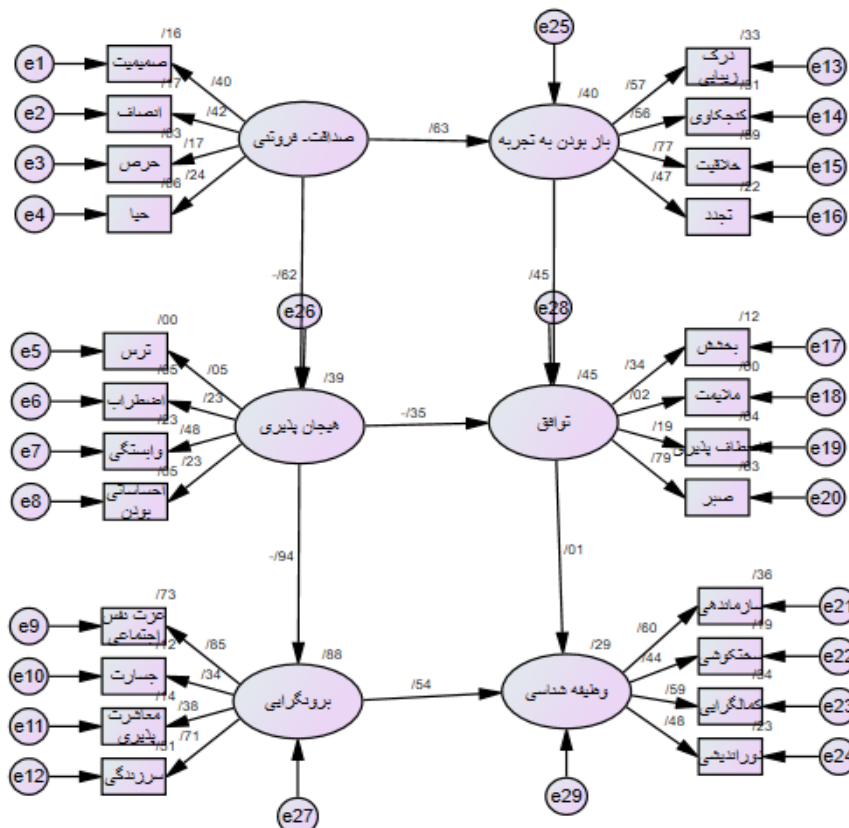 e1
صمیمیت
/16
/40
e2
انصاف
/17
/42
e3
حرص
/03
/17
e4
حیا
/06
/24
صداقت۔ فروتنی
/63
e25
/40
باز بودن به تجربه
/57
/56
/77
/47
/33
درک
زیبایی
e13
/31
کنجکاوی
e14
/59
خلاقیت
e15
/22
تجدد
e16
-/62
e26
/45
e28
/00
e5
ترس
/05
/05
e6
اضطراب
/23
/23
e7
وابستگی
/48
/05
e8
احساساتی
بودن
/23
/39
هیجان پذیری
-/35
/45
توافق
/34
/02
/19
/79
/12
بخشش
e17
/00
ملایمت
e18
/04
پذیری
e19
/63
صبر
e20
-/94
/01
/73
e9
عزت نفس
اجتماعی
/85
/12
e10
جسارت
/34
/14
e11
معاشرت
پذیری
/38
/51
e12
سرزندگی
/71
/88
برونگرایی
/54
e27
/29
وظیفه شناسی
e29
/60
/44
/59
/48
/36
سازماندهی
e21
/19
سختکوشی
e22
/34
کمالگرایی
e23
/23
دوراندیشی
e24